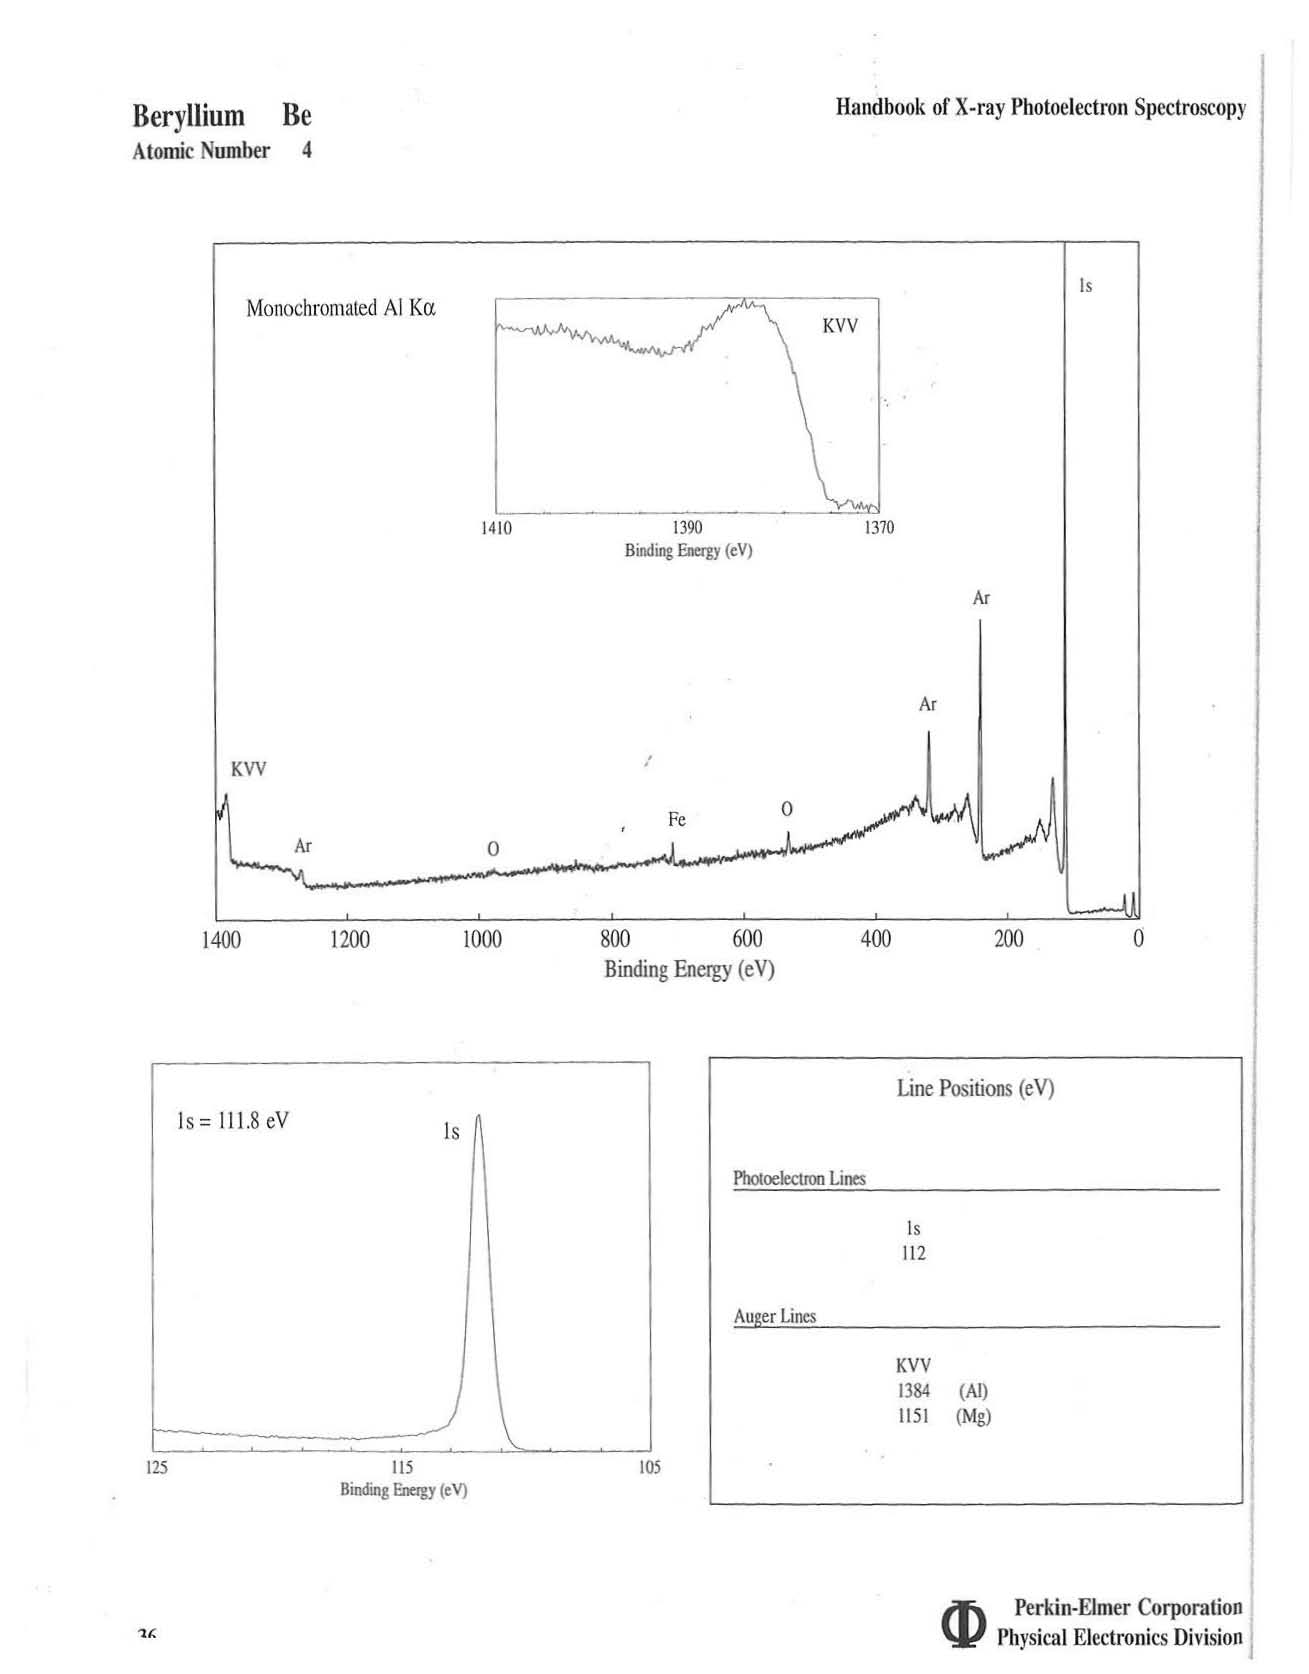 Beryllium Be
Atomic Number 4
Handbook of X-ray Photoelectron Spectroscopy
Monochromated Al Kα
KVV
1410 1390 1370
Binding Energy (eV)
1s
Ar
Ar
KVV
Ar
O
Fe
O
1400 1200 1000 800 600 400 200 0
Binding Energy (eV)
1s = 111.8 eV
1s
125 115 105
Binding Energy (eV)
Line Positions (eV)
Photoelectron Lines
1s
112
Auger Lines
KVV
1384 (Al)
1151 (Mg)
36
Perkin-Elmer Corporation
Physical Electronics Division